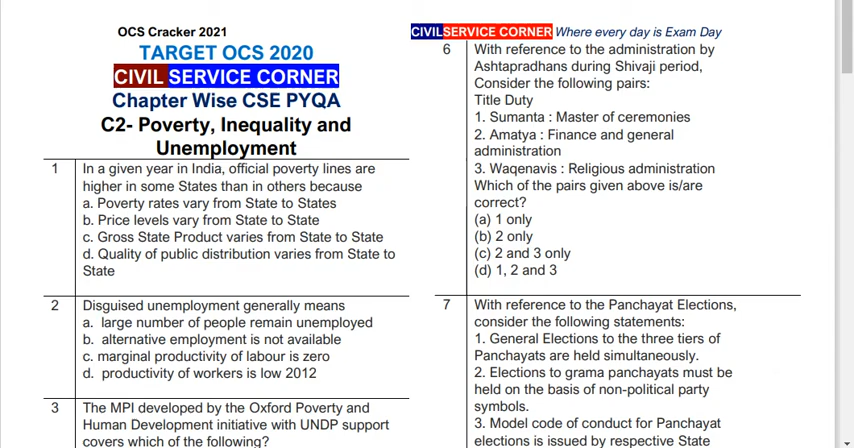 OCS Cracker 2021
TARGET OCS 2020
CIVIL SERVICE CORNER
Chapter Wise CSE PYQA
C2- Poverty, Inequality and
Unemployment
1 In a given year in India, official poverty lines are
higher in some States than in others because
a. Poverty rates vary from State to States
b. Price levels vary from State to State
c. Gross State Product varies from State to State
d. Quality of public distribution varies from State to
State
2 Disguised unemployment generally means
a. large number of people remain unemployed
b. alternative employment is not available
c. marginal productivity of labour is zero
d. productivity of workers is low 2012
3 The MPI developed by the Oxford Poverty and
Human Development initiative with UNDP support
covers which of the following?
CIVILSERVICE CORNER Where every day is Exam Day
6 With reference to the administration by
Ashtapradhans during Shivaji period,
Consider the following pairs:
Title Duty
1. Sumanta : Master of ceremonies
2. Amatya : Finance and general
administration
3. Waqenavis : Religious administration
Which of the pairs given above is/are
correct?
(a) 1 only
(b) 2 only
(c) 2 and 3 only
(d) 1, 2 and 3
7 With reference to the Panchayat Elections,
consider the following statements:
1. General Elections to the three tiers of
Panchayats are held simultaneously.
2. Elections to grama panchayats must be
held on the basis of non-political party
symbols.
3. Model code of conduct for Panchayat
elections is issued by respective State